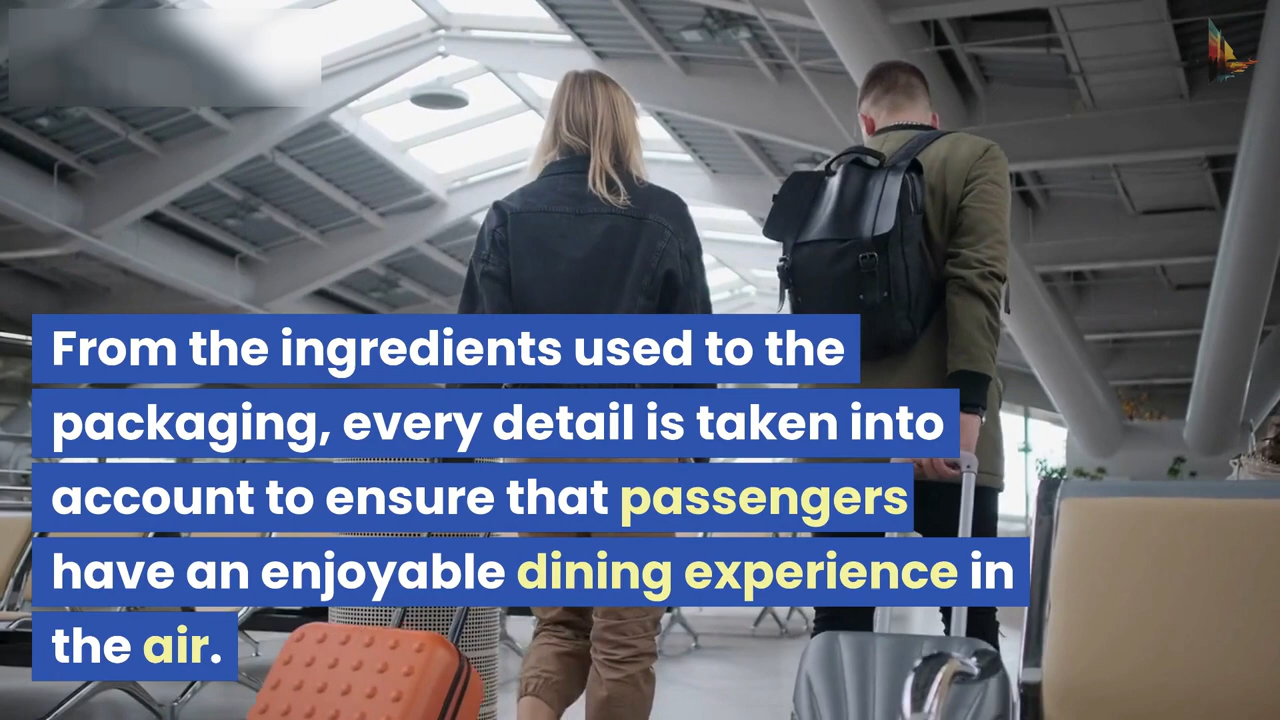 From the ingredients used to the
packaging, every detail is taken into
account to ensure that passengers
have an enjoyable dining experience in
the air.